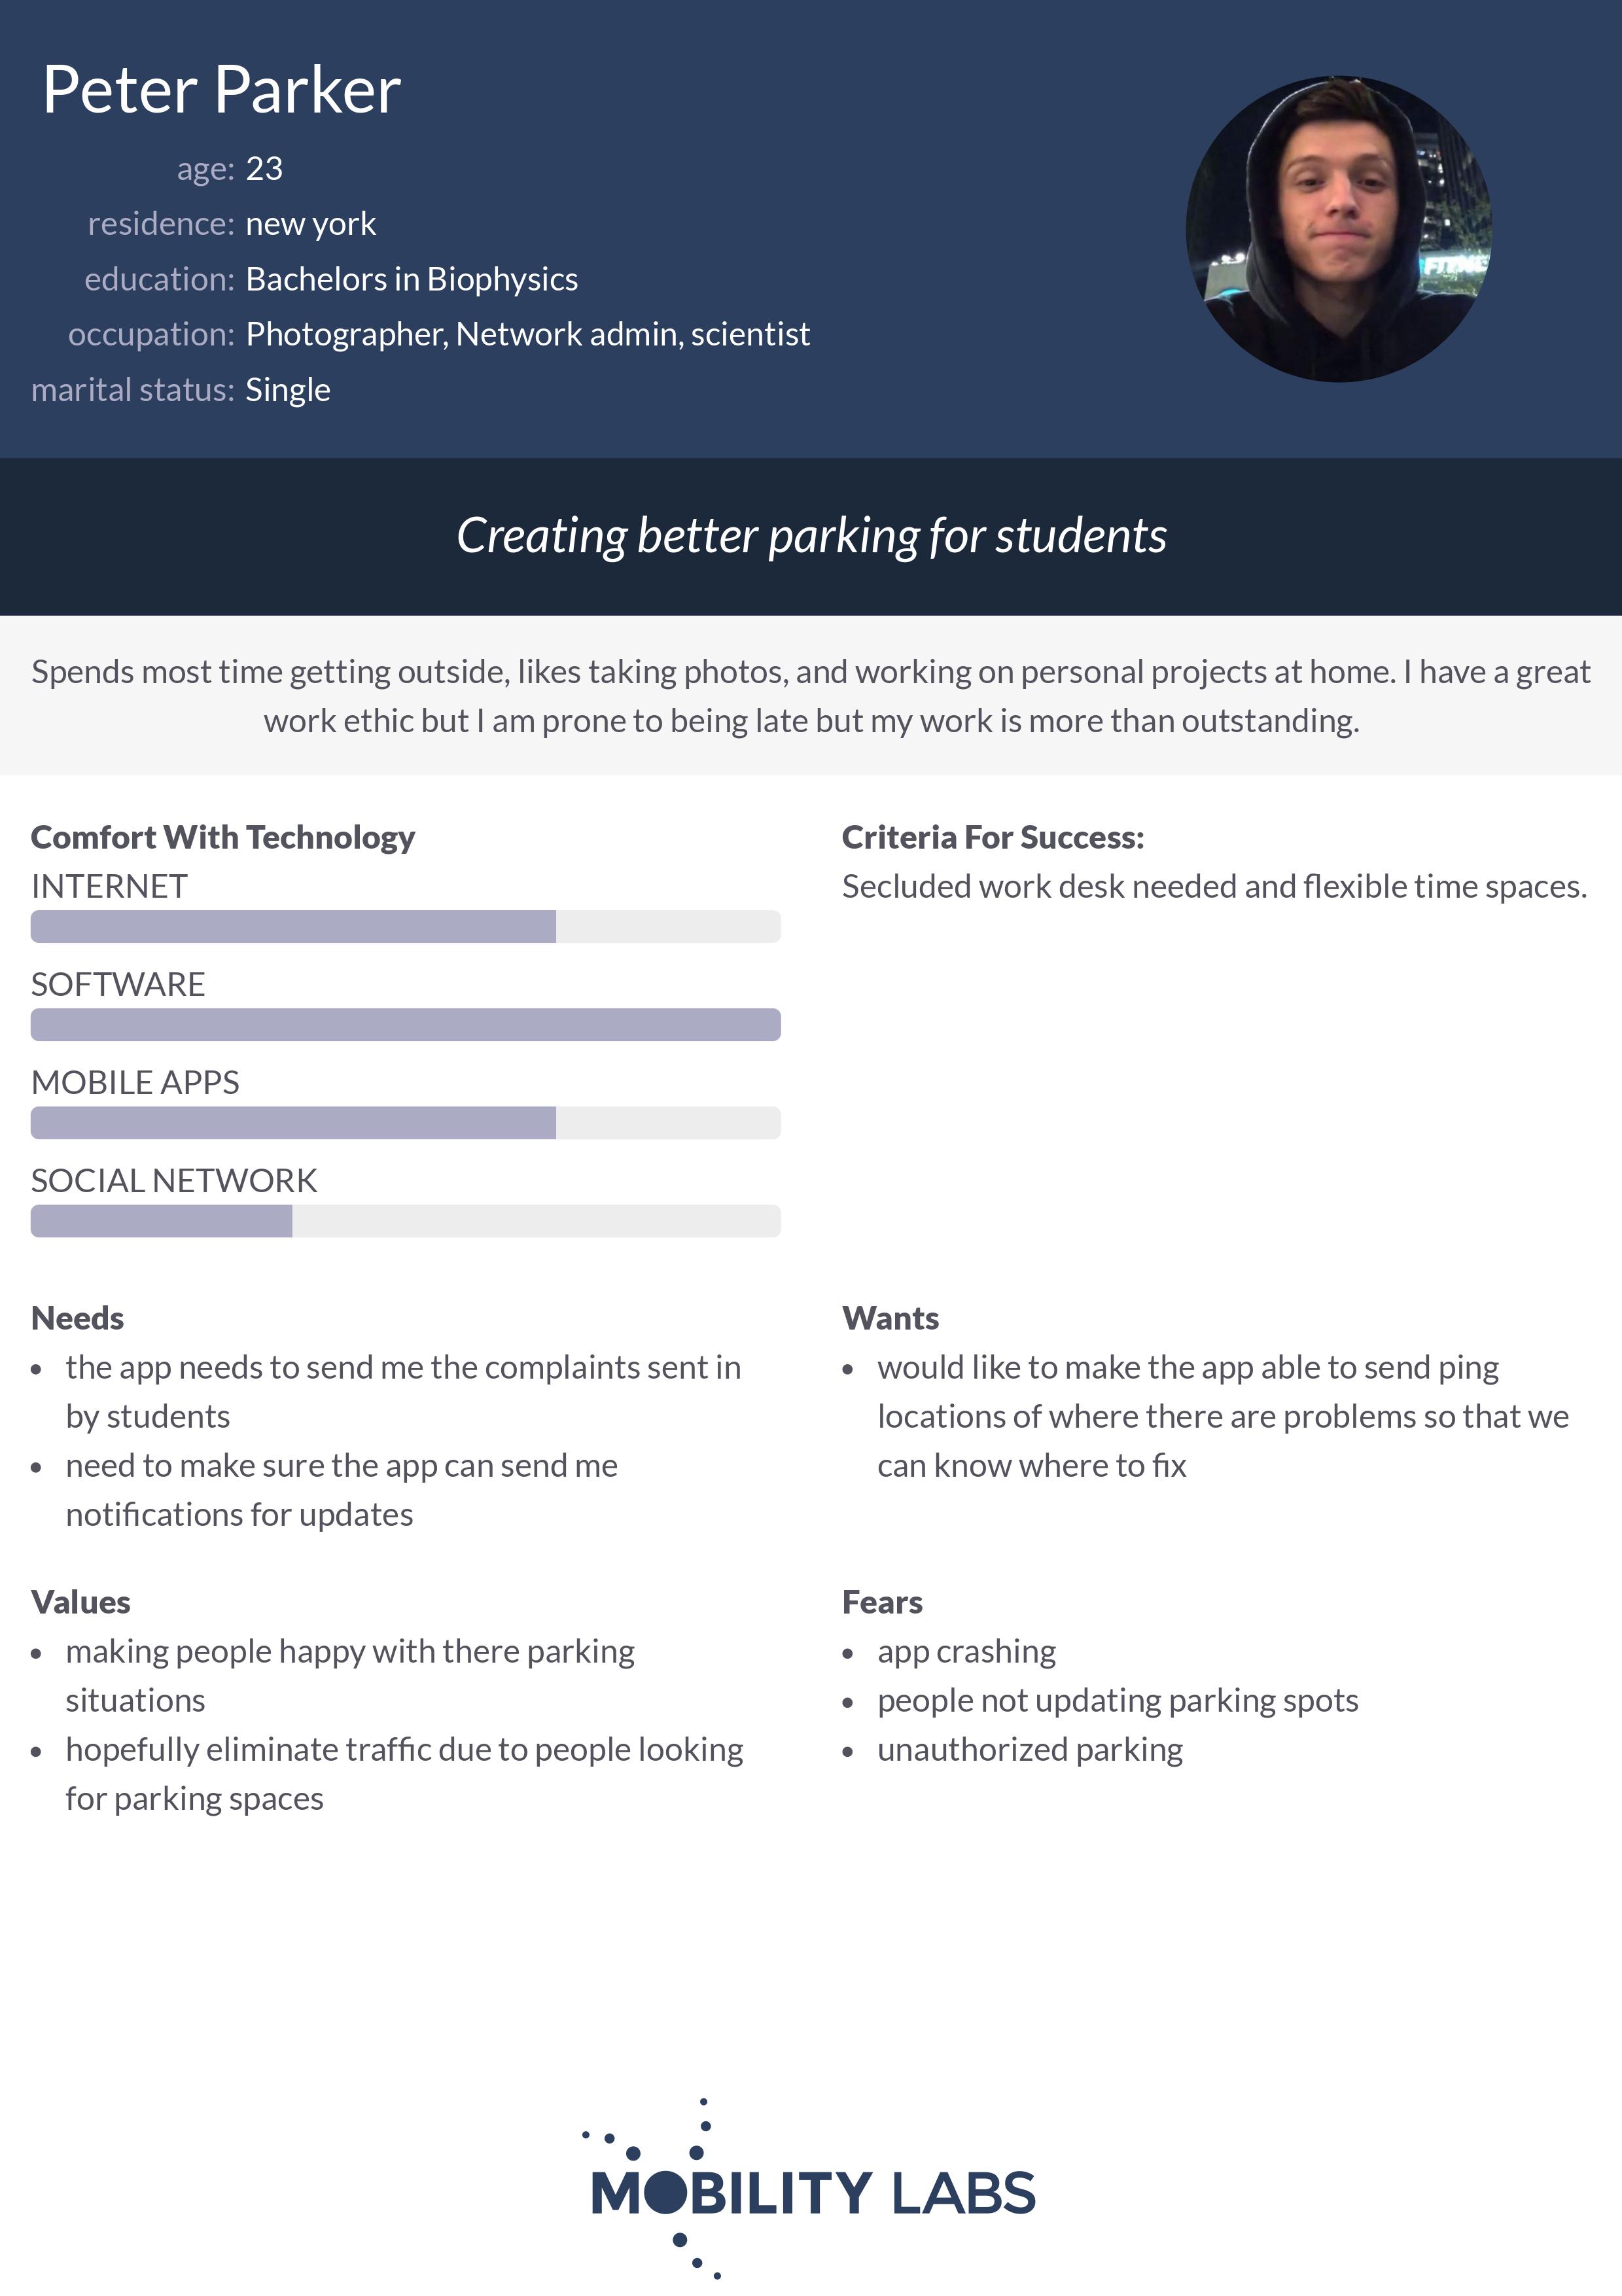 Peter Parker
age: 23
residence: new york
education: Bachelors in Biophysics
occupation: Photographer, Network admin, scientist
marital status: Single
FITNE
Creating better parking for students
Spends most time getting outside, likes taking photos, and working on personal projects at home. I have a great
work ethic but I am prone to being late but my work is more than outstanding.
Comfort With Technology
INTERNET
SOFTWARE
MOBILE APPS
SOCIAL NETWORK
Criteria For Success:
Secluded work desk needed and flexible time spaces.
Needs
• the app needs to send me the complaints sent in
by students
• need to make sure the app can send me
notifications for updates
Wants
• would like to make the app able to send ping
locations of where there are problems so that we
can know where to fix
Values
• making people happy with there parking
situations
• hopefully eliminate traffic due to people looking
for parking spaces
Fears
• app crashing
• people not updating parking spots
• unauthorized parking
MOBILITY LABS